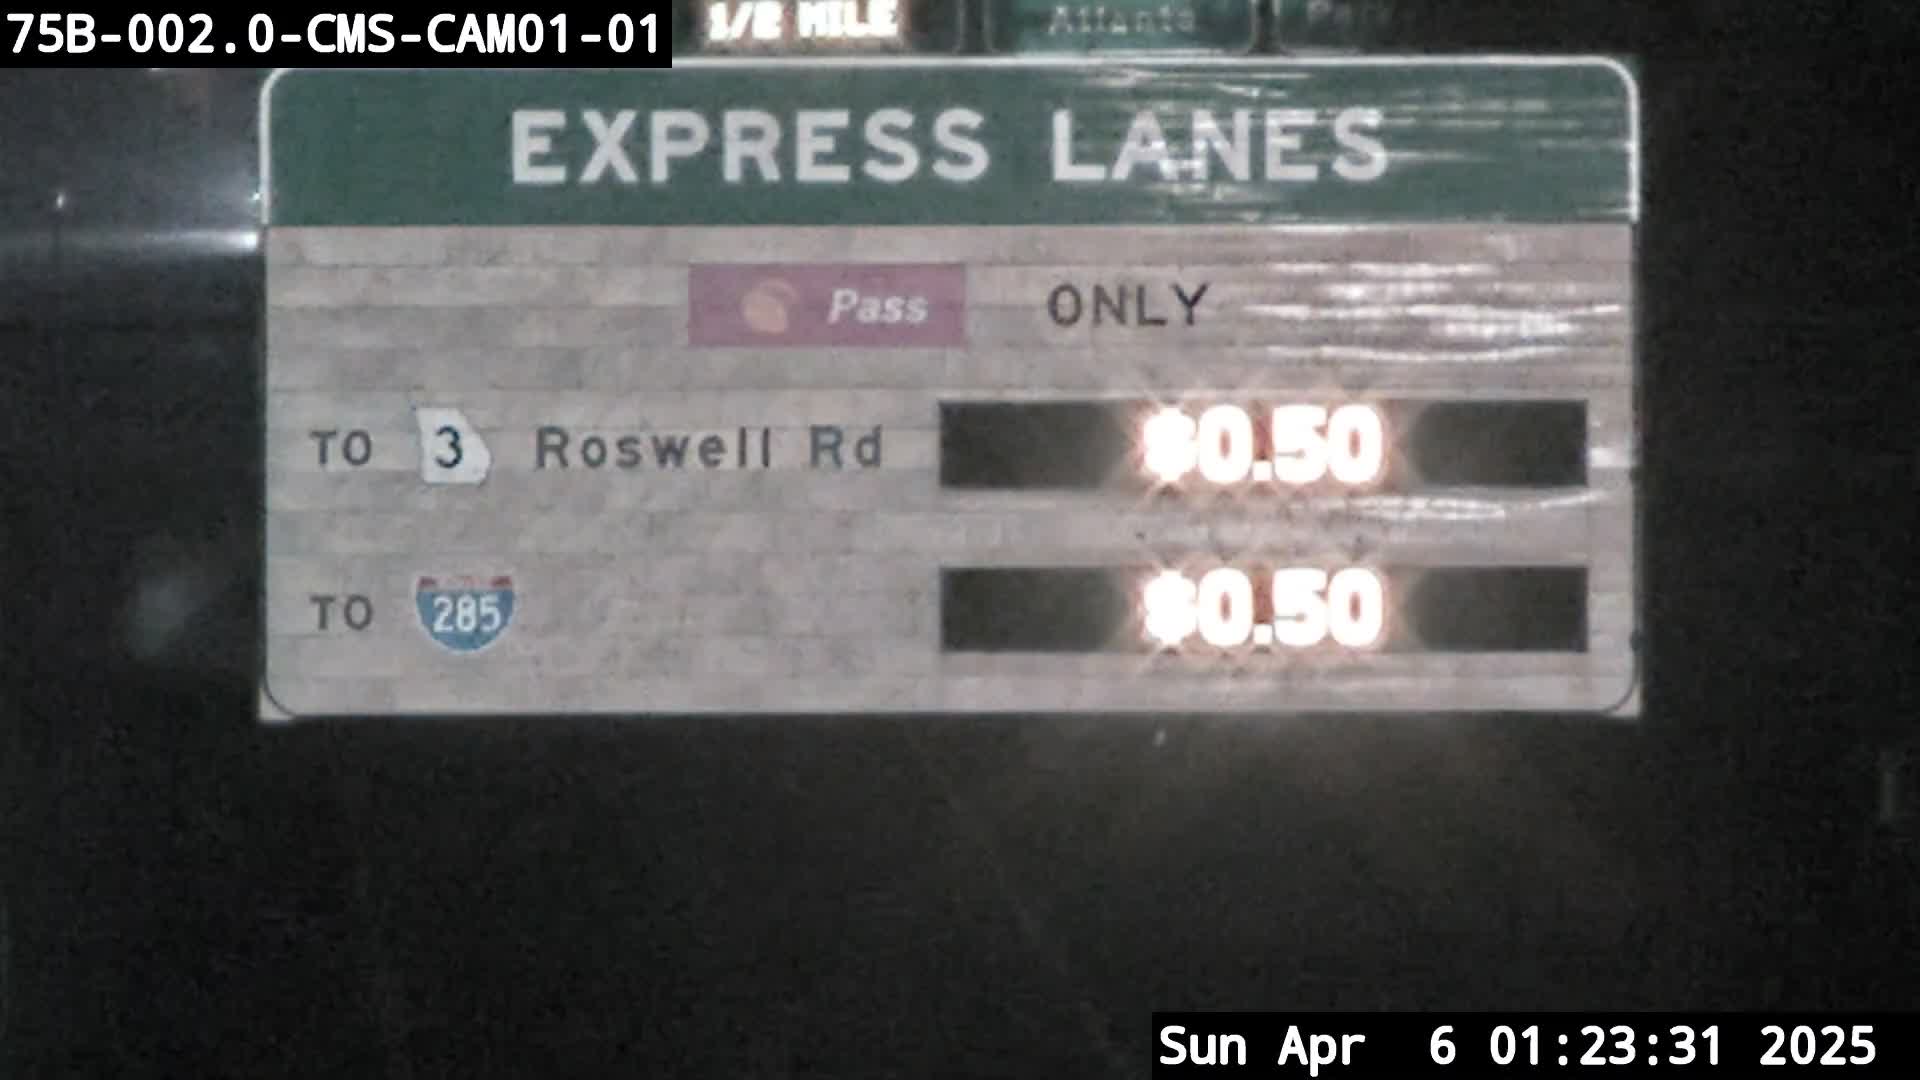 75B-002.0-CMS-CAM01-01
1/2 MILE
Atlanta
EXPRESS LANES
Pass ONLY
TO 3 Roswell Rd $0.50
TO 285 $0.50
Sun Apr 6 01:23:31 2025